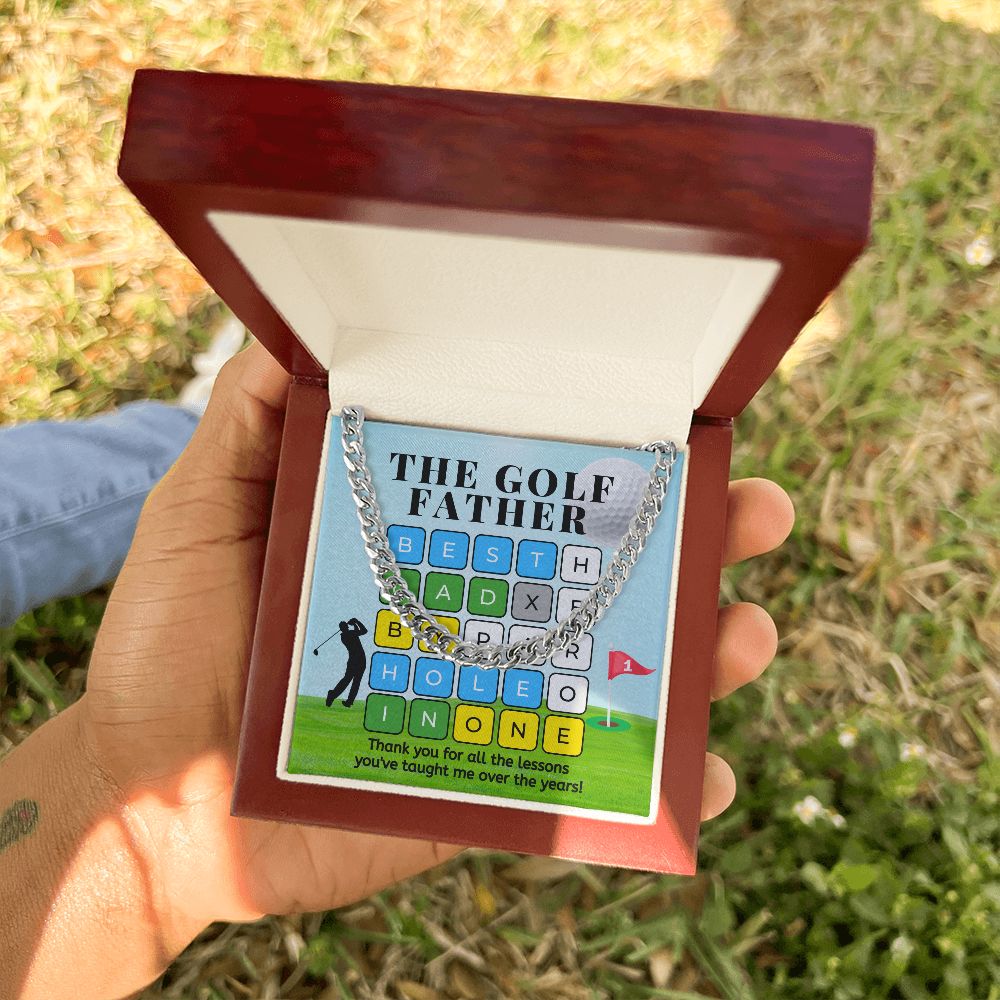 THE GOLF
FATHER
B E S T H
A D X
B P R
H O L E O
1
I N O N E
Thank you for all the lessons
you've taught me over the years!